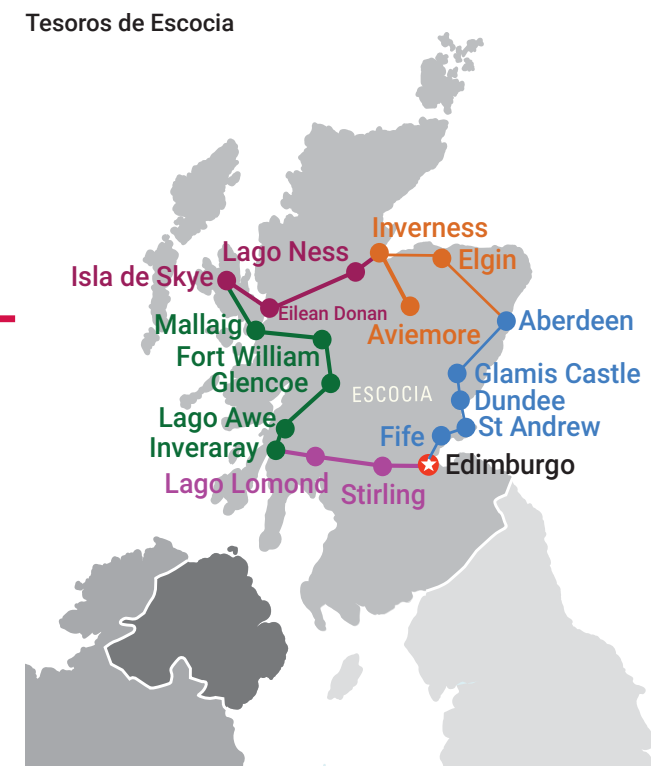 Tesoros de Escocia
Inverness
Lago Ness
Elgin
Isla de Skye
Eilean Donan
Mallaig
Aviemore
Aberdeen
Fort William
Glencoe
ESCOCIA
Glamis Castle
Dundee
Lago Awe
St Andrew
Fife
Inveraray
Edimburgo
Lago Lomond
Stirling